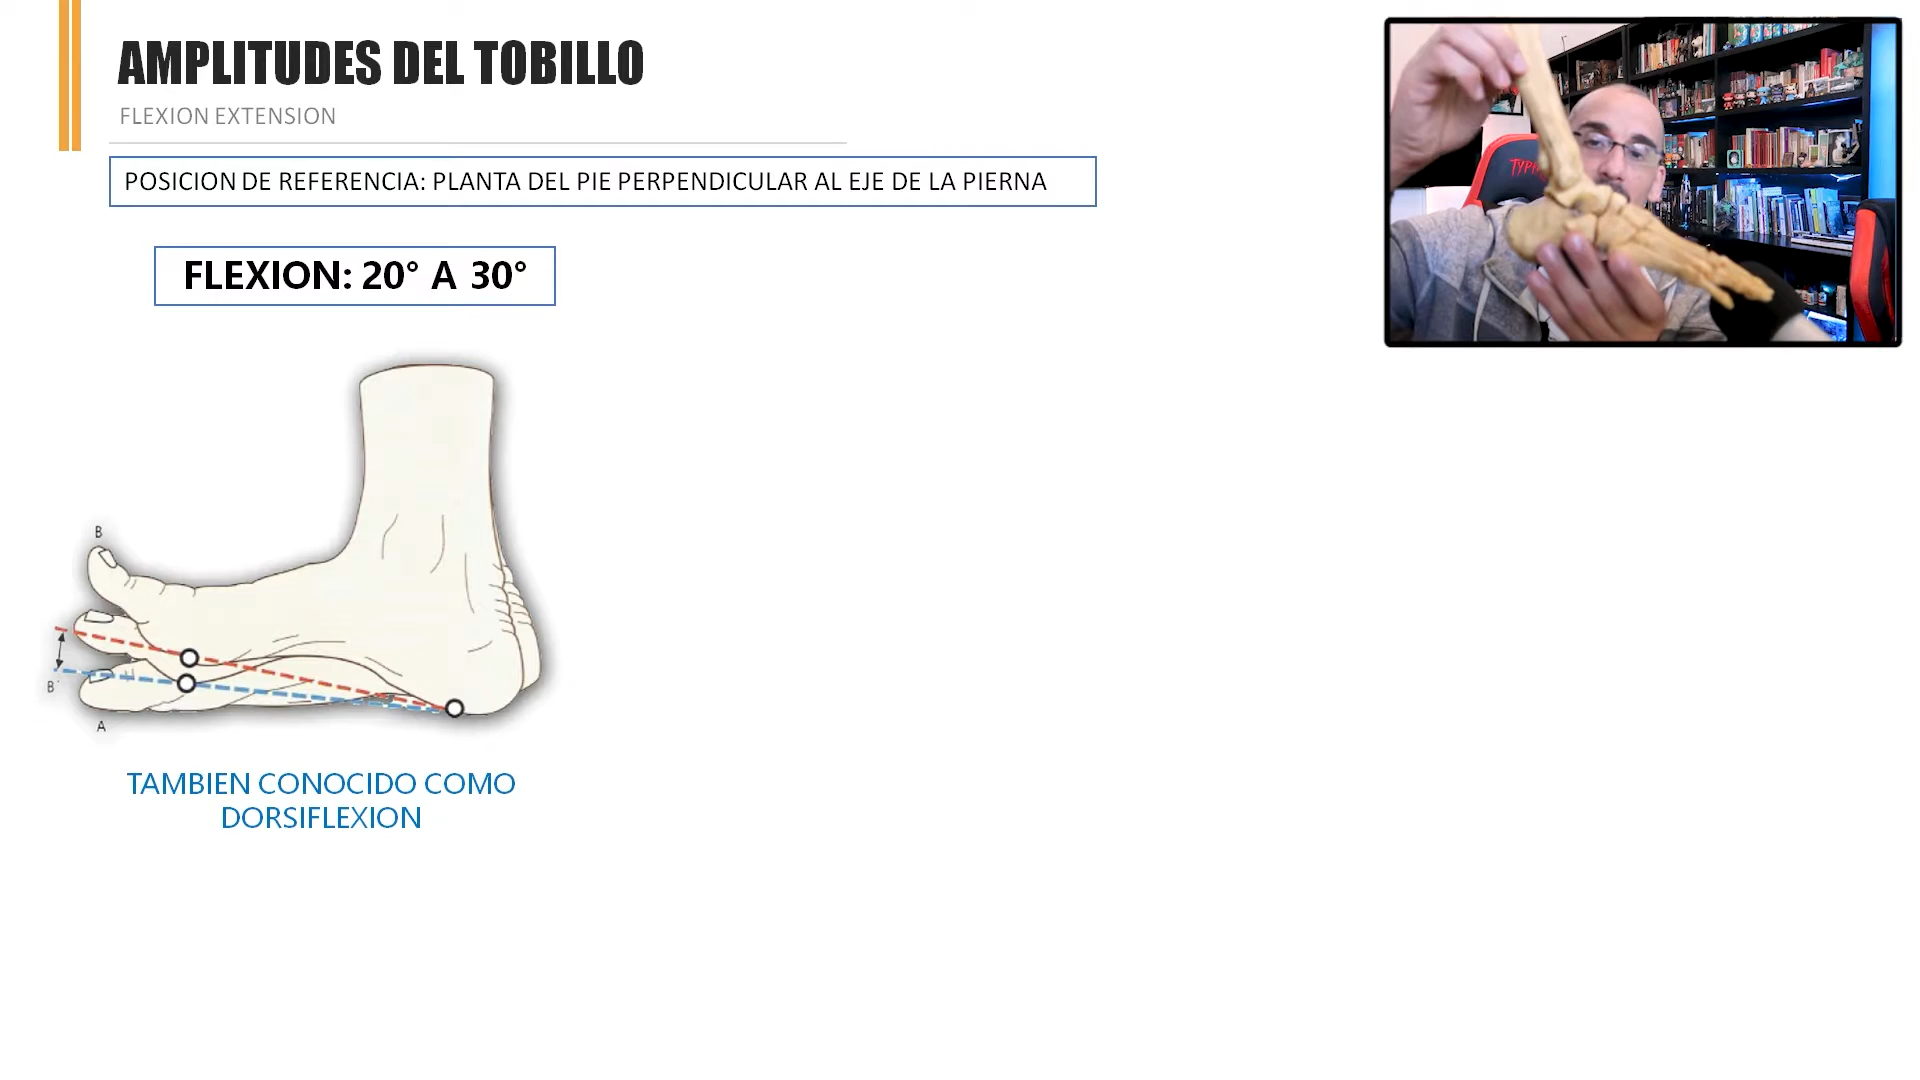 AMPLITUDES DEL TOBILLO
FLEXION EXTENSION
POSICION DE REFERENCIA: PLANTA DEL PIE PERPENDICULAR AL EJE DE LA PIERNA
FLEXION: 20° A 30°
B
B'
A
TAMBIEN CONOCIDO COMO
DORSIFLEXION